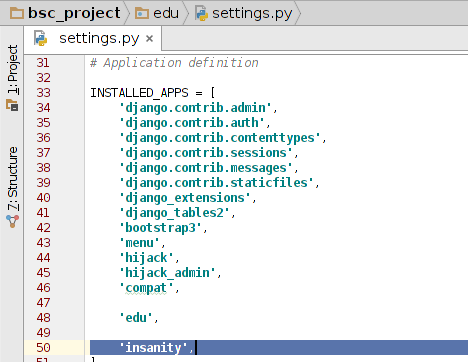 bsc_project edu settings.py
settings.py ×
1: Project
7: Structure
31 # Application definition
32
33 INSTALLED_APPS = [
34 'django.contrib.admin',
35 'django.contrib.auth',
36 'django.contrib.contenttypes',
37 'django.contrib.sessions',
38 'django.contrib.messages',
39 'django.contrib.staticfiles',
40 'django_extensions',
41 'django_tables2',
42 'bootstrap3',
43 'menu',
44 'hijack',
45 'hijack_admin',
46 'compat',
47
48 'edu',
49
50 'insanity',
51 ]